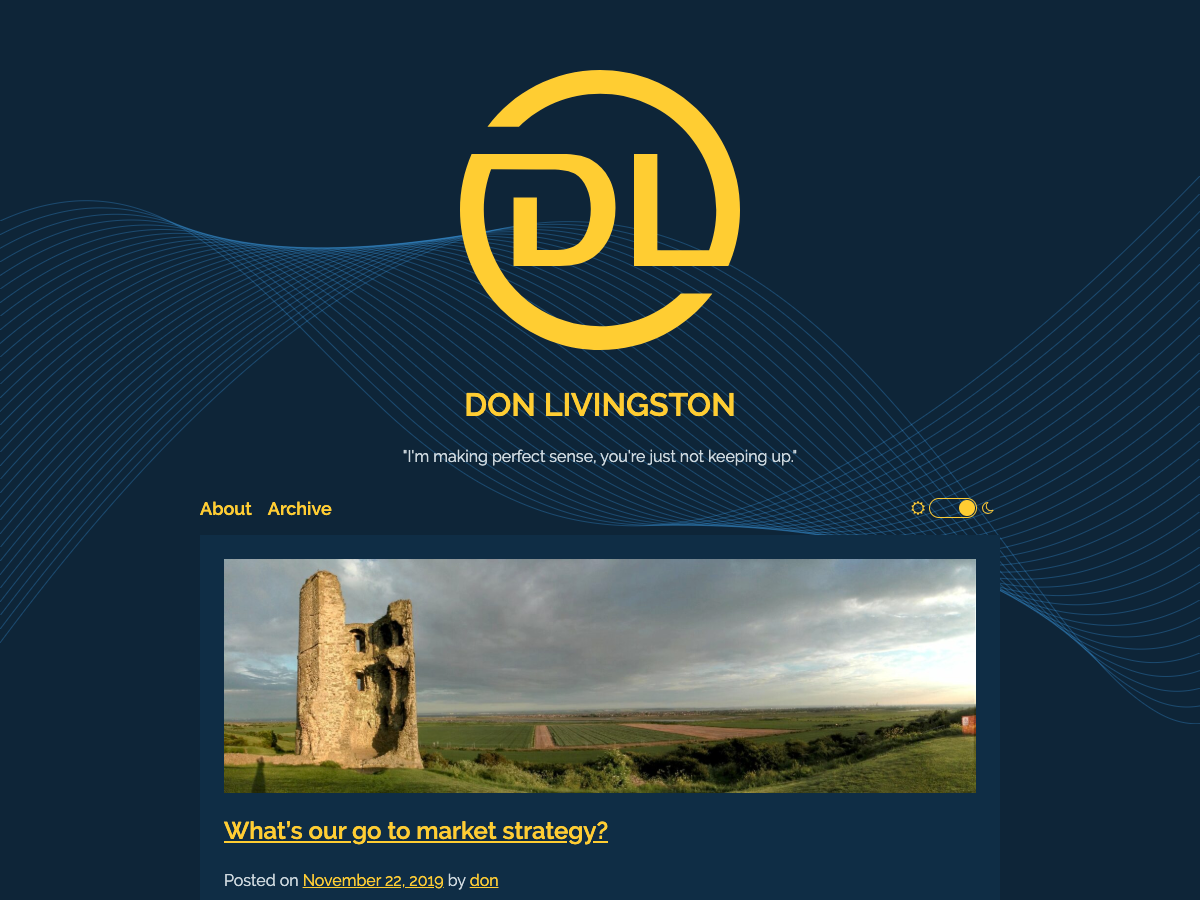 DL
DON LIVINGSTON
"I'm making perfect sense, you're just not keeping up."
About Archive
What's our go to market strategy?
Posted on November 22, 2019 by don